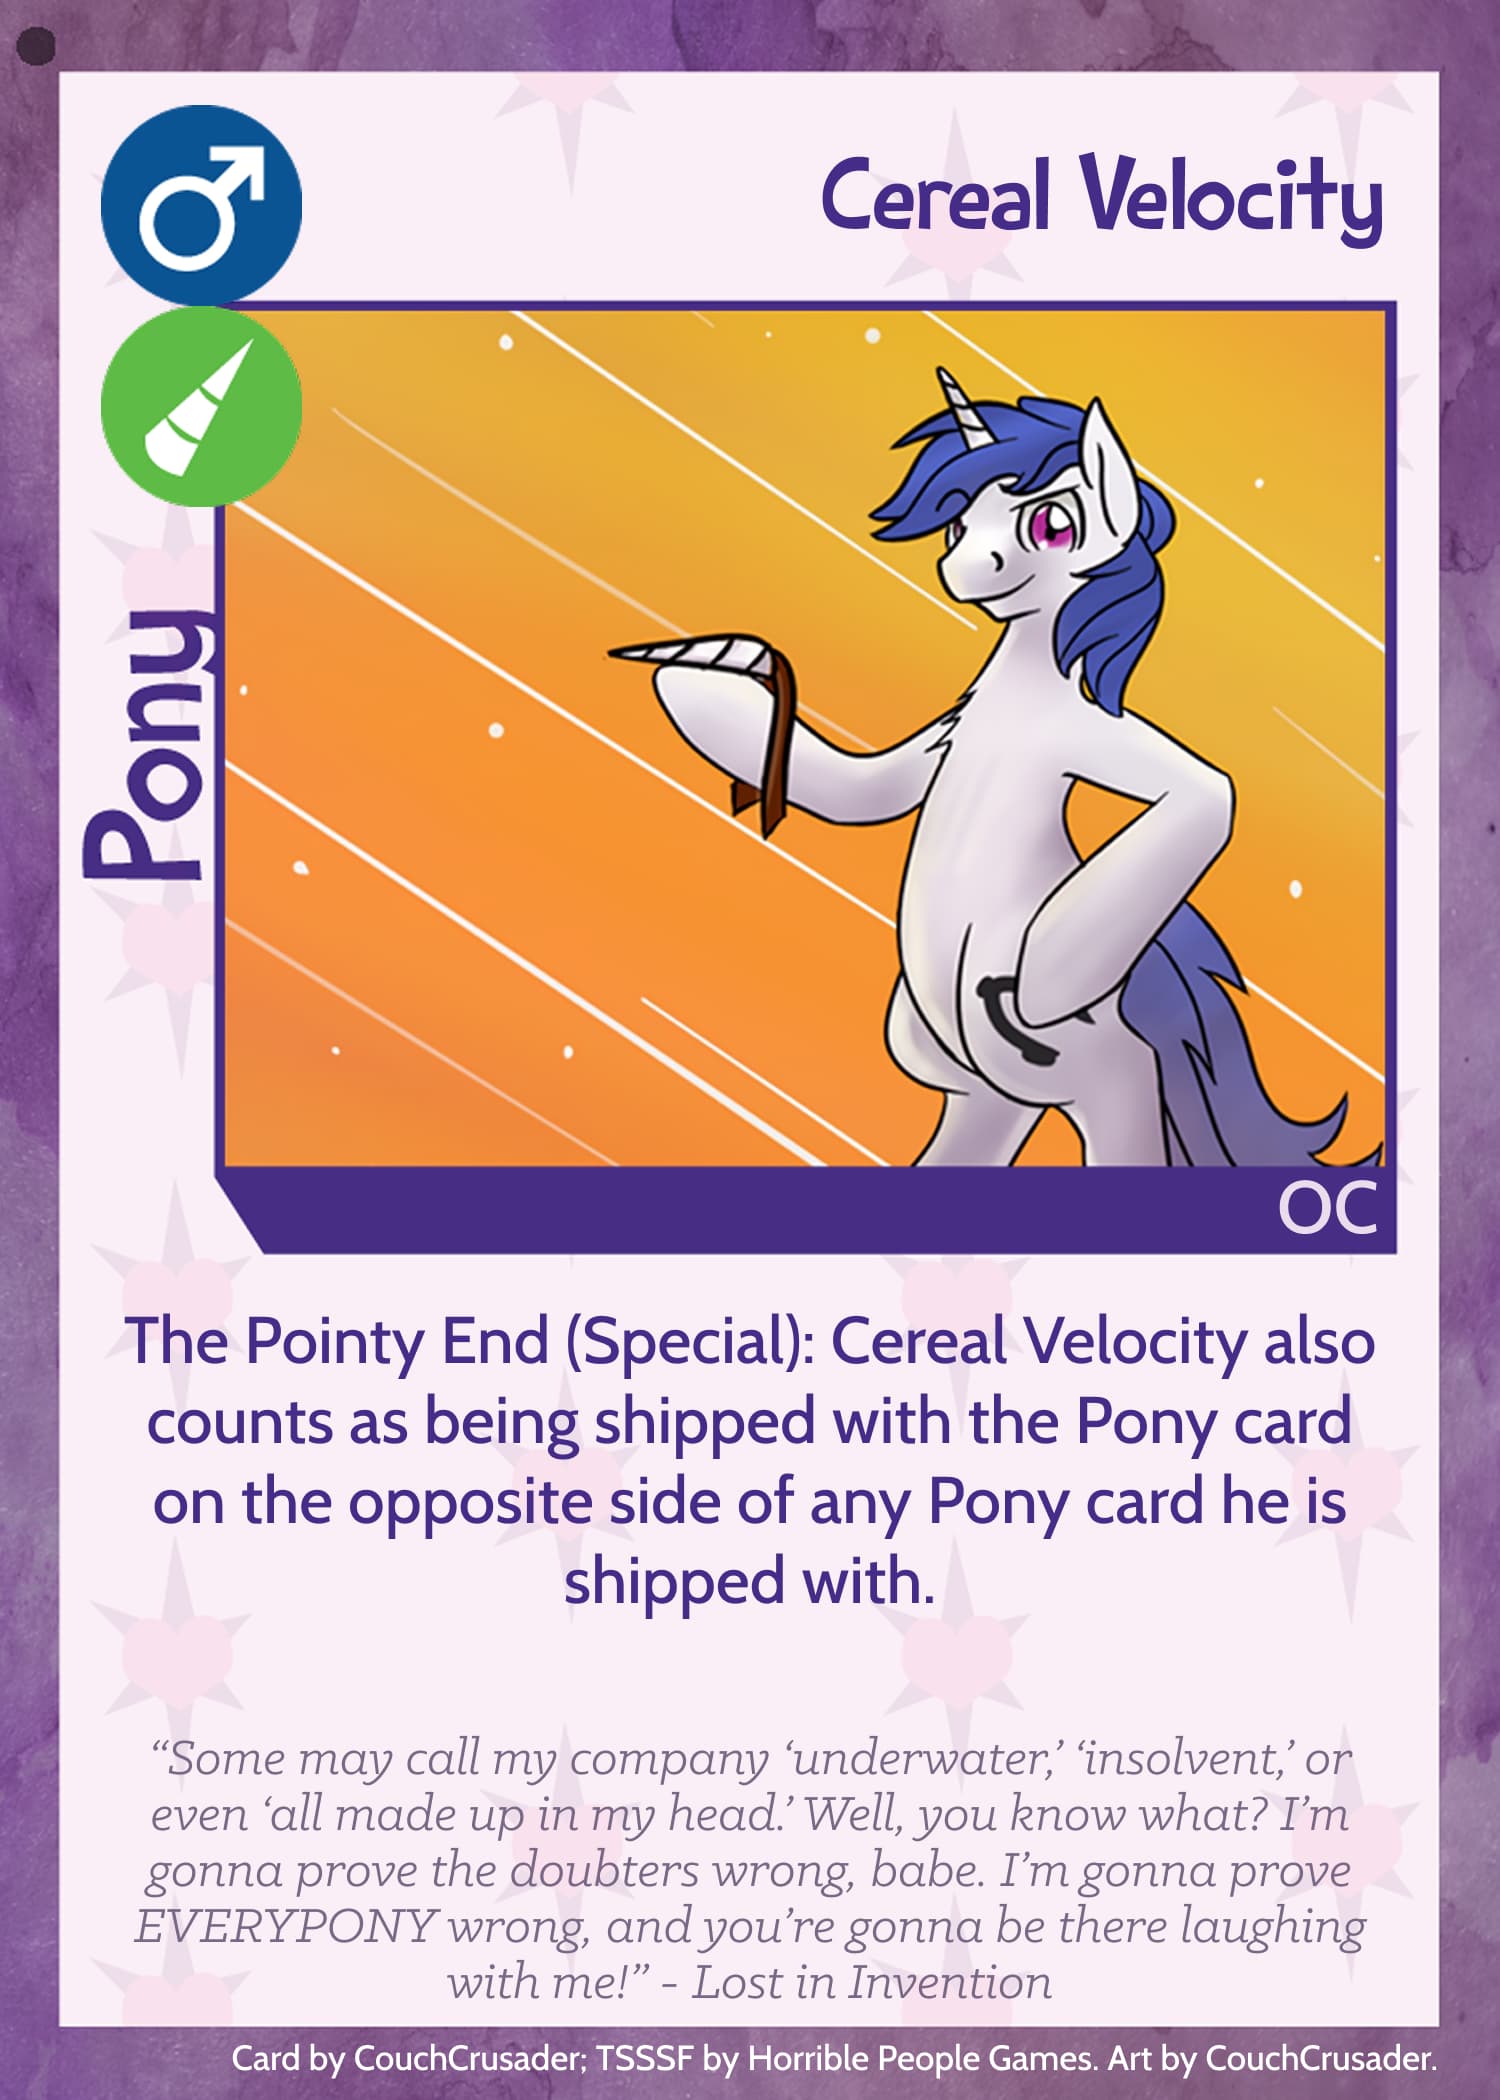 Cereal Velocity
Pony
OC
The Pointy End (Special): Cereal Velocity also
counts as being shipped with the Pony card
on the opposite side of any Pony card he is
shipped with.
“Some may call my company ‘underwater,’ ‘insolvent,’ or
even ‘all made up in my head.’ Well, you know what? I’m
gonna prove the doubters wrong, babe. I’m gonna prove
EVERYPONY wrong, and you’re gonna be there laughing
with me!” - Lost in Invention
Card by CouchCrusader; TSSSF by Horrible People Games. Art by CouchCrusader.